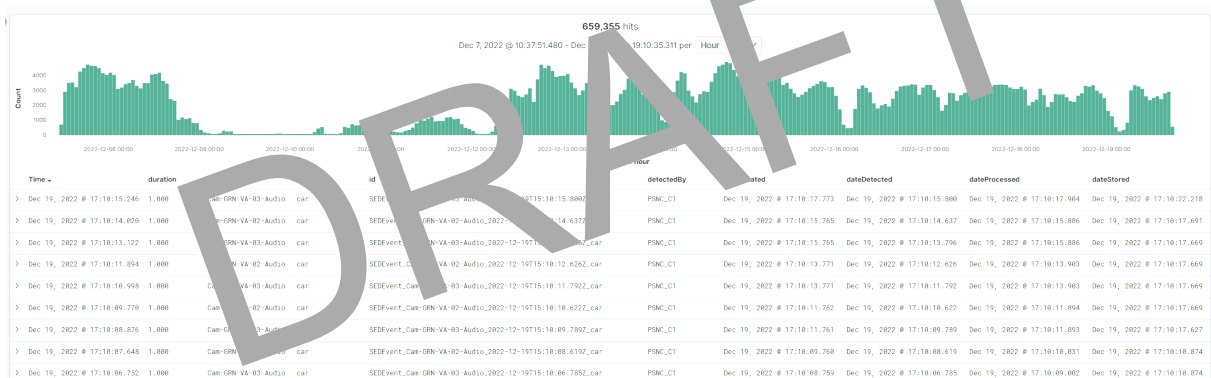 659,355 hits
Dec 7, 2022 @ 10:37:51.480 - Dec 19:10:35.311 per Hour
Count
4000
3000
2000
1000
0
2022-12-08 00:00 2022-12-09 00:00 2022-12-10 00:00 2022-12-12 00:00 2022-12-13 00:00 2022-12-15 00:00 2022-12-16 00:00 2022-12-17 00:00 2022-12-18 00:00 2022-12-19 00:00
hour
Time duration id detectedBy dateDetected dateProcessed dateStored
Dec 19, 2022 @ 17:10:15.246 1.000 Cam-GRN-VA-03-Audio car PSNC_C1 Dec 19, 2022 @ 17:10:17.773 Dec 19, 2022 @ 17:10:15.800 Dec 19, 2022 @ 17:10:17.904 Dec 19, 2022 @ 17:10:22.218
Dec 19, 2022 @ 17:10:14.020 1.000 car PSNC_C1 Dec 19, 2022 @ 17:10:15.765 Dec 19, 2022 @ 17:10:14.637 Dec 19, 2022 @ 17:10:15.886 Dec 19, 2022 @ 17:10:17.691
Dec 19, 2022 @ 17:10:13.122 1.000 car PSNC_C1 Dec 19, 2022 @ 17:10:15.765 Dec 19, 2022 @ 17:10:13.796 Dec 19, 2022 @ 17:10:15.886 Dec 19, 2022 @ 17:10:17.669
Dec 19, 2022 @ 17:10:11.894 1.000 car SEDEvent_Cam-GRN-VA-02-Audio_2022-12-19T15:10:12.626Z_car PSNC_C1 Dec 19, 2022 @ 17:10:13.771 Dec 19, 2022 @ 17:10:12.626 Dec 19, 2022 @ 17:10:13.903 Dec 19, 2022 @ 17:10:17.669
Dec 19, 2022 @ 17:10:10.998 1.000 car SEDEvent_Cam-GRN-VA-03-Audio_2022-12-19T15:10:11.792Z_car PSNC_C1 Dec 19, 2022 @ 17:10:13.771 Dec 19, 2022 @ 17:10:11.792 Dec 19, 2022 @ 17:10:13.903 Dec 19, 2022 @ 17:10:17.669
Dec 19, 2022 @ 17:10:09.770 1.000 car SEDEvent_Cam-GRN-VA-02-Audio_2022-12-19T15:10:10.622Z_car PSNC_C1 Dec 19, 2022 @ 17:10:11.762 Dec 19, 2022 @ 17:10:10.622 Dec 19, 2022 @ 17:10:11.894 Dec 19, 2022 @ 17:10:17.669
Dec 19, 2022 @ 17:10:08.876 1.000 car SEDEvent_Cam-GRN-VA-03-Audio_2022-12-19T15:10:09.789Z_car PSNC_C1 Dec 19, 2022 @ 17:10:11.761 Dec 19, 2022 @ 17:10:09.789 Dec 19, 2022 @ 17:10:11.893 Dec 19, 2022 @ 17:10:17.627
Dec 19, 2022 @ 17:10:07.648 1.000 car SEDEvent_Cam-GRN-VA-02-Audio_2022-12-19T15:10:08.619Z_car PSNC_C1 Dec 19, 2022 @ 17:10:09.760 Dec 19, 2022 @ 17:10:08.619 Dec 19, 2022 @ 17:10:10.031 Dec 19, 2022 @ 17:10:10.874
Dec 19, 2022 @ 17:10:06.752 1.000 Cam-GRN-VA-03-Audio car SEDEvent_Cam-GRN-VA-03-Audio_2022-12-19T15:10:06.785Z_car PSNC_C1 Dec 19, 2022 @ 17:10:08.759 Dec 19, 2022 @ 17:10:06.785 Dec 19, 2022 @ 17:10:09.002 Dec 19, 2022 @ 17:10:10.874
DRAFT